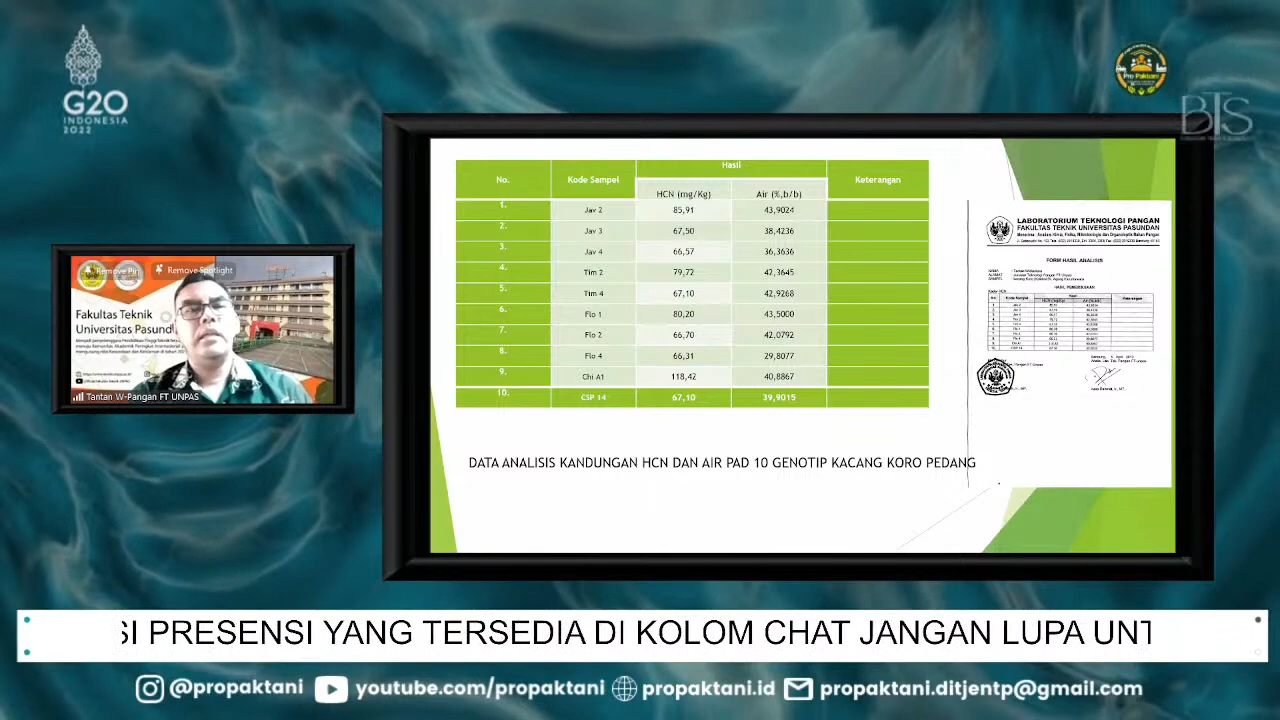 G20
INDONESIA
2022
Pro Paktani
BTS
No.
Kode Sampel
Hasil
Keterangan
HCN (mg/Kg)
Air (%,b/b)
1. Jav 2 85,91 43,9024
2. Jav 3 67,50 38,4236
3. Jav 4 66,57 36,3636
4. Tim 2 79,72 42,3645
5. Tim 4 67,10 42,9268
6. Flo 1 80,20 43,5000
7. Flo 2 66,70 42,0792
8. Flo 4 66,31 29,8077
9. Chi A1 118,42 40,8867
10. CSP 14 67,10 39,9015
DATA ANALISIS KANDUNGAN HCN DAN AIR PAD 10 GENOTIP KACANG KORO PEDANG
LABORATORIUM TEKNOLOGI PANGAN
FAKULTAS TEKNIK UNIVERSITAS PASUNDAN
FORM HASIL ANALISIS
HASIL PEMERIKSAAN
Remove Pin
Remove Spotlight
Fakultas Teknik
Universitas Pasund
Tantan W-Pangan FT UNPAS
SI PRESENSI YANG TERSEDIA DI KOLOM CHAT JANGAN LUPA UNT
@propaktani youtube.com/propaktani propaktani.id propaktani.ditjentp@gmail.com